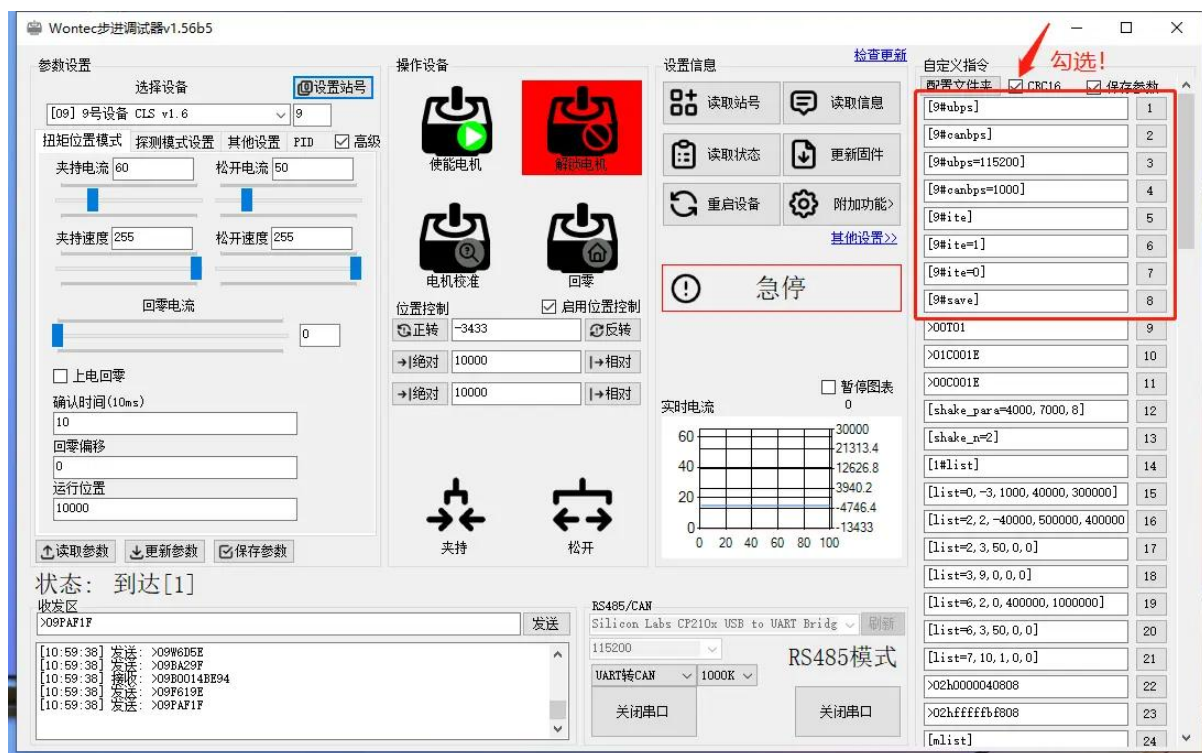 Wontec步进调试器v1.56b5
参数设置
选择设备
设置站号
[09] 9号设备 CLS v1.6
9
扭矩位置模式
探测模式设置
其他设置
PID
高级
夹持电流
60
松开电流
50
夹持速度
255
松开速度
255
回零电流
0
上电回零
确认时间(10ms)
10
回零偏移
0
运行位置
10000
读取参数
更新参数
保存参数
操作设备
使能电机
解锁电机
电机校准
回零
位置控制
启用位置控制
正转
-3433
反转
绝对
10000
相对
绝对
10000
相对
夹持
松开
设置信息
检查更新
读取站号
读取信息
读取状态
更新固件
重启设备
附加功能>
其他设置>>
急停
暂停图表
实时电流
0
60
40
20
0
0 20 40 60 80 100
30000
21313.4
12626.8
3940.2
-4746.4
-13433
自定义指令
勾选!
配置文件夹
CRC16
保存参数
[9#ubps]
1
[9#canbps]
2
[9#ubps=115200]
3
[9#canbps=1000]
4
[9#ite]
5
[9#ite=1]
6
[9#ite=0]
7
[9#save]
8
>00T01
9
>01C001E
10
>00C001E
11
[shake_para=4000, 7000, 8]
12
[shake_n=2]
13
[1#list]
14
[list=0, -3, 1000, 40000, 300000]
15
[list=2, 2, -40000, 500000, 400000
16
[list=2, 3, 50, 0, 0]
17
[list=3, 9, 0, 0, 0]
18
[list=6, 2, 0, 400000, 1000000]
19
[list=6, 3, 50, 0, 0]
20
[list=7, 10, 1, 0, 0]
21
>02h0000040808
22
>02hfffffbf808
23
[mlist]
24
状态: 到达[1]
收发区
>09PAF1F
发送
[10:59:38] 发送: >09W6D5E
[10:59:38] 发送: >09BA29F
[10:59:38] 接收: >09B0014BE94
[10:59:38] 发送: >09F619E
[10:59:38] 发送: >09PAF1F
RS485/CAN
Silicon Labs CP210x USB to UART Bridg
刷新
115200
RS485模式
UART转CAN
1000K
关闭串口
关闭串口